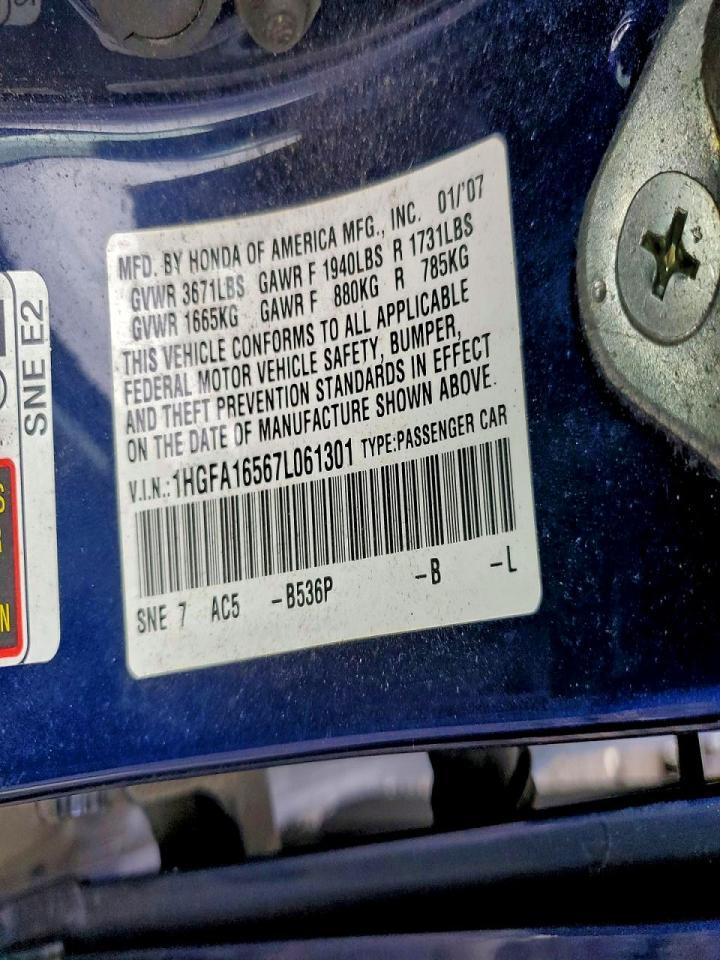 MFD. BY HONDA OF AMERICA MFG., INC. 01/'07
GVWR 3671LBS GAWR F 1940LBS R 1731LBS
GVWR 1665KG GAWR F 880KG R 785KG
THIS VEHICLE CONFORMS TO ALL APPLICABLE
FEDERAL MOTOR VEHICLE SAFETY, BUMPER,
AND THEFT PREVENTION STANDARDS IN EFFECT
ON THE DATE OF MANUFACTURE SHOWN ABOVE.
V.I.N.:1HGFA16567L061301 TYPE:PASSENGER CAR
SNE 7 AC5 -B536P -B -L
SNE E2